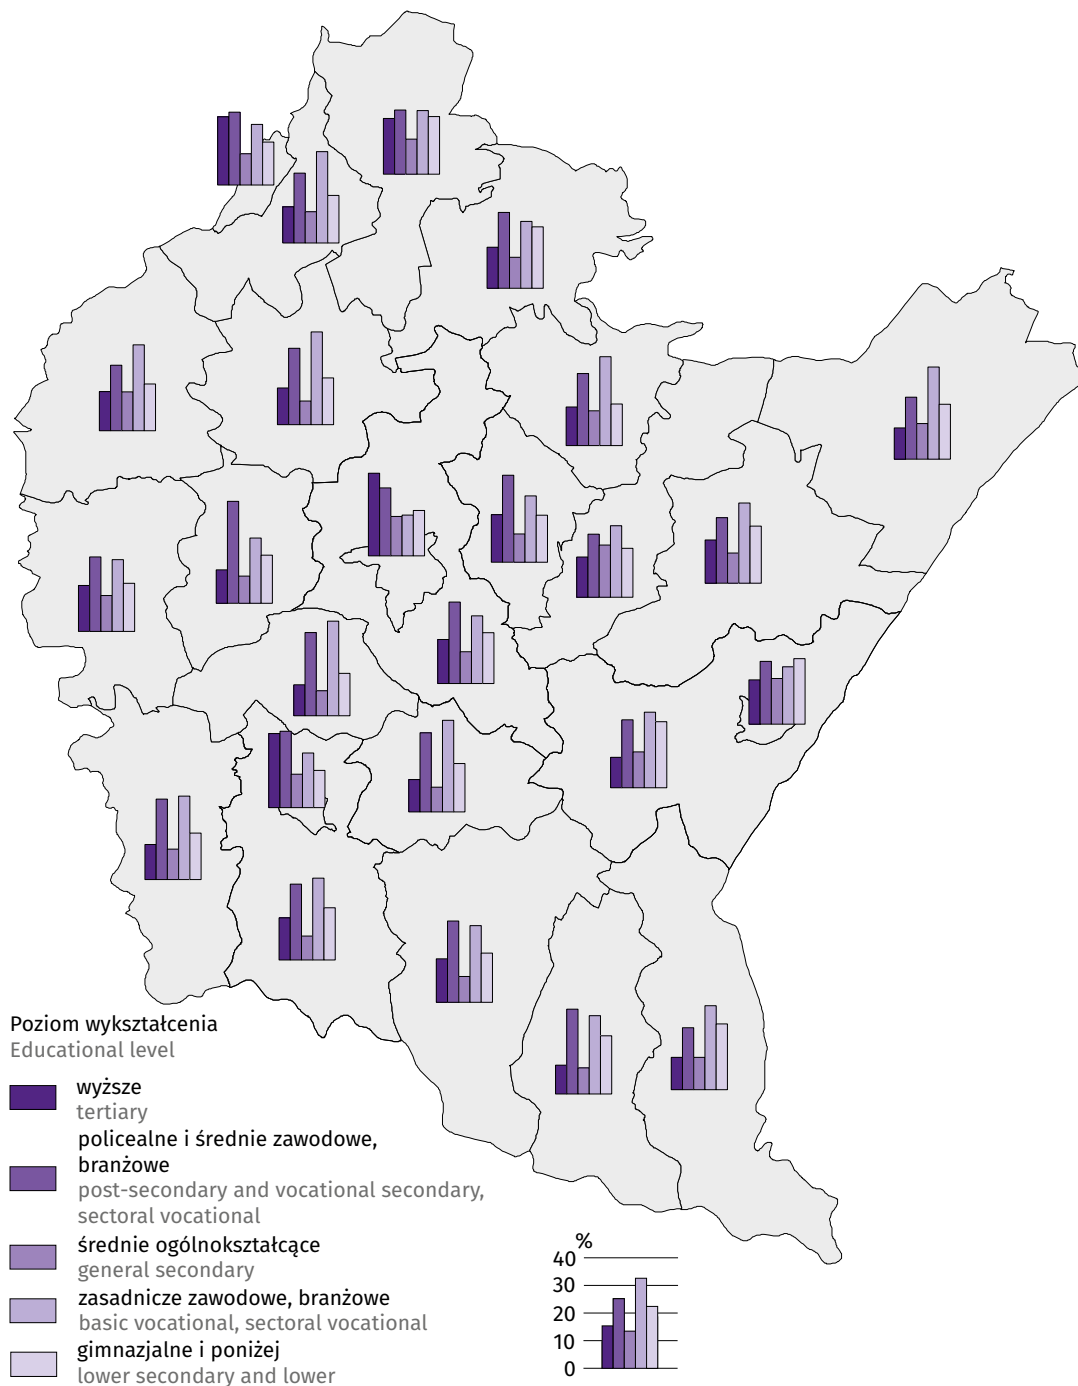 Poziom wykształcenia
Educational level
wyższe
tertiary
policealne i średnie zawodowe,
branżowe
post-secondary and vocational secondary,
sectoral vocational
średnie ogólnokształcące
general secondary
zasadnicze zawodowe, branżowe
basic vocational, sectoral vocational
gimnazjalne i poniżej
lower secondary and lower
%
40
30
20
10
0